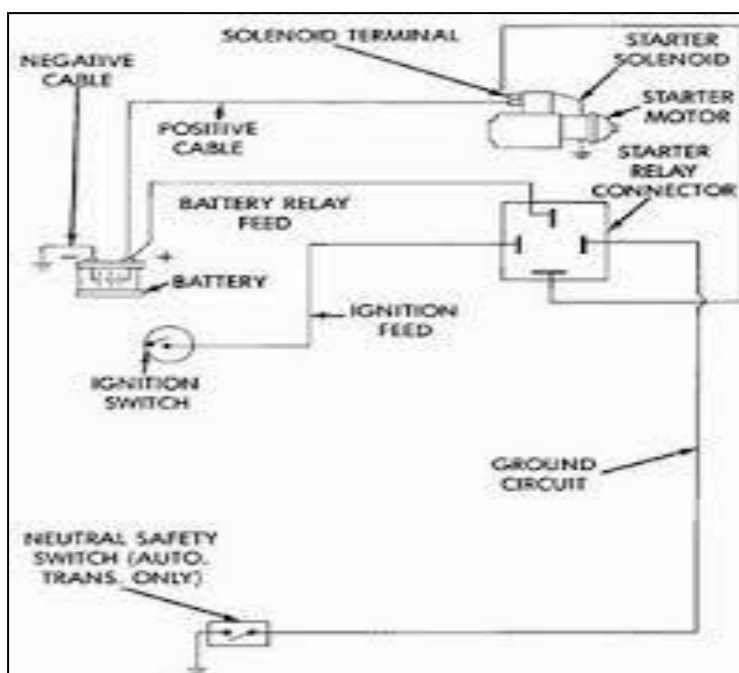 SOLENOID TERMINAL
STARTER
SOLENOID
NEGATIVE
CABLE
STARTER
MOTOR
POSITIVE
CABLE
STARTER
RELAY
CONNECTOR
BATTERY RELAY
FEED
+
-
BATTERY
IGNITION
FEED
IGNITION
SWITCH
GROUND
CIRCUIT
NEUTRAL SAFETY
SWITCH (AUTO.
TRANS. ONLY)